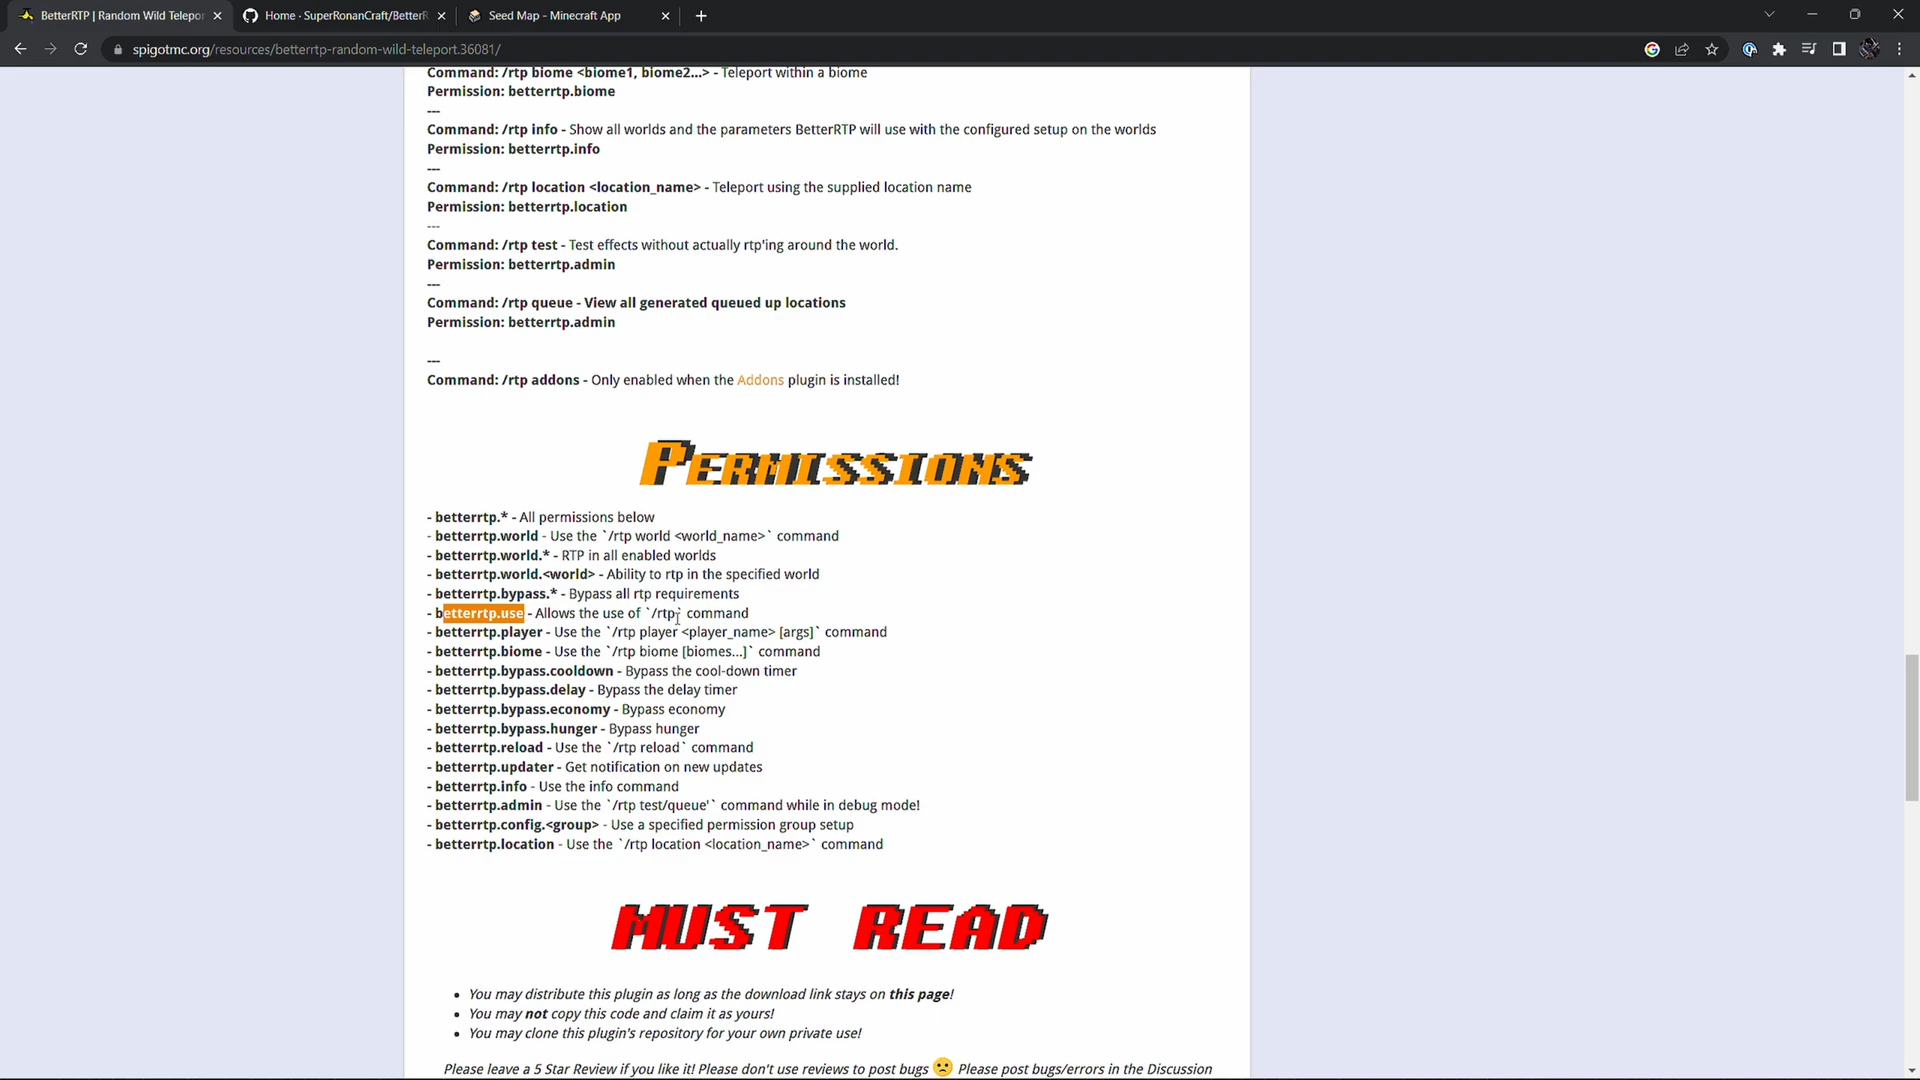 BetterRTP | Random Wild Telepor
Home · SuperRonanCraft/BetterR
Seed Map - Minecraft App
spigotmc.org/resources/betterrtp-random-wild-teleport.36081/
Command: /rtp biome <biome1, biome2...> - Teleport within a biome
Permission: betterrtp.biome
---
Command: /rtp info - Show all worlds and the parameters BetterRTP will use with the configured setup on the worlds
Permission: betterrtp.info
---
Command: /rtp location <location_name> - Teleport using the supplied location name
Permission: betterrtp.location
---
Command: /rtp test - Test effects without actually rtp'ing around the world.
Permission: betterrtp.admin
---
Command: /rtp queue - View all generated queued up locations
Permission: betterrtp.admin
---
Command: /rtp addons - Only enabled when the Addons plugin is installed!
PERMISSIONS
- betterrtp.* - All permissions below
- betterrtp.world - Use the `/rtp world <world_name>` command
- betterrtp.world.* - RTP in all enabled worlds
- betterrtp.world.<world> - Ability to rtp in the specified world
- betterrtp.bypass.* - Bypass all rtp requirements
- betterrtp.use - Allows the use of `/rtp` command
- betterrtp.player - Use the `/rtp player <player_name> [args]` command
- betterrtp.biome - Use the `/rtp biome [biomes...]` command
- betterrtp.bypass.cooldown - Bypass the cool-down timer
- betterrtp.bypass.delay - Bypass the delay timer
- betterrtp.bypass.economy - Bypass economy
- betterrtp.bypass.hunger - Bypass hunger
- betterrtp.reload - Use the `/rtp reload` command
- betterrtp.updater - Get notification on new updates
- betterrtp.info - Use the info command
- betterrtp.admin - Use the `/rtp test/queue'` command while in debug mode!
- betterrtp.config.<group> - Use a specified permission group setup
- betterrtp.location - Use the `/rtp location <location_name>` command
MUST READ
• You may distribute this plugin as long as the download link stays on this page!
• You may not copy this code and claim it as yours!
• You may clone this plugin's repository for your own private use!
Please leave a 5 Star Review if you like it! Please don't use reviews to post bugs 🙁 Please post bugs/errors in the Discussion